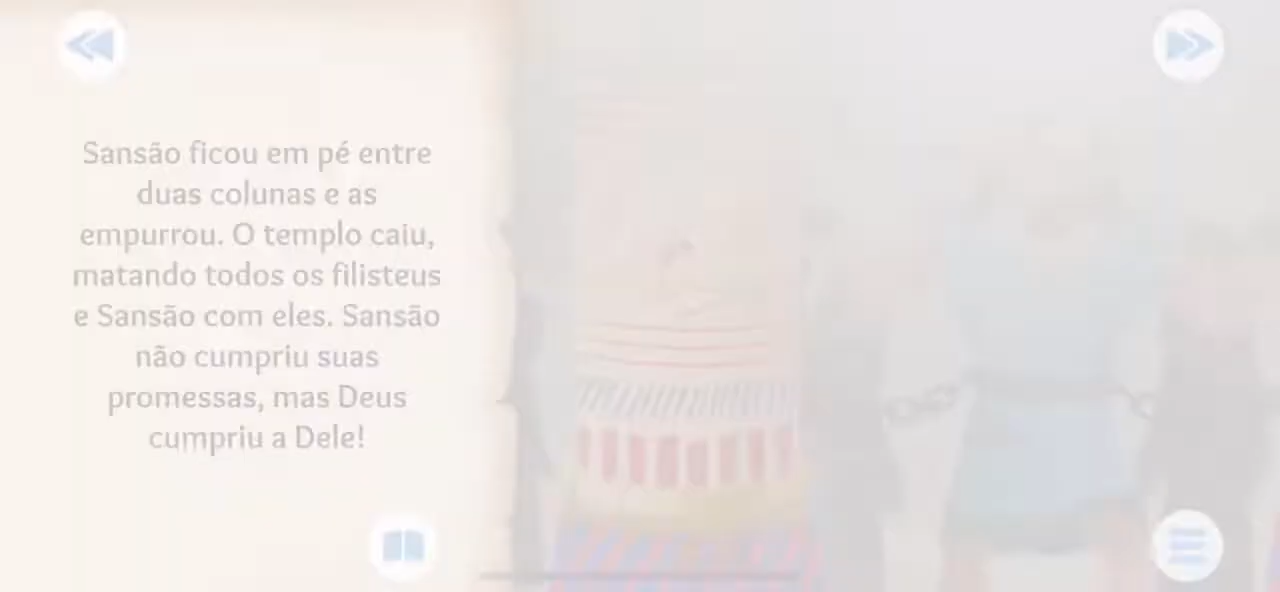 Sansão ficou em pé entre
duas colunas e as
empurrou. O templo caiu,
matando todos os filisteus
e Sansão com eles. Sansão
não cumpriu suas
promessas, mas Deus
cumpriu a Dele!